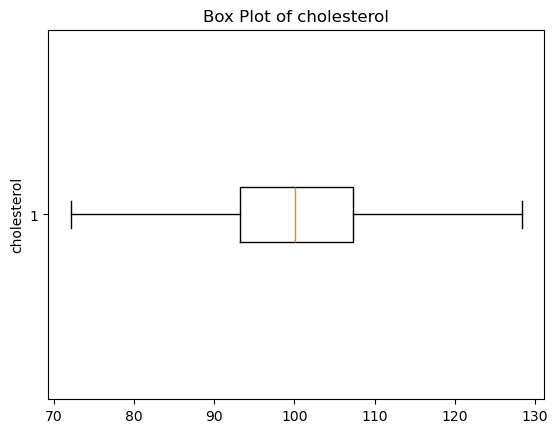 Box Plot of cholesterol
cholesterol
1
70 80 90 100 110 120 130